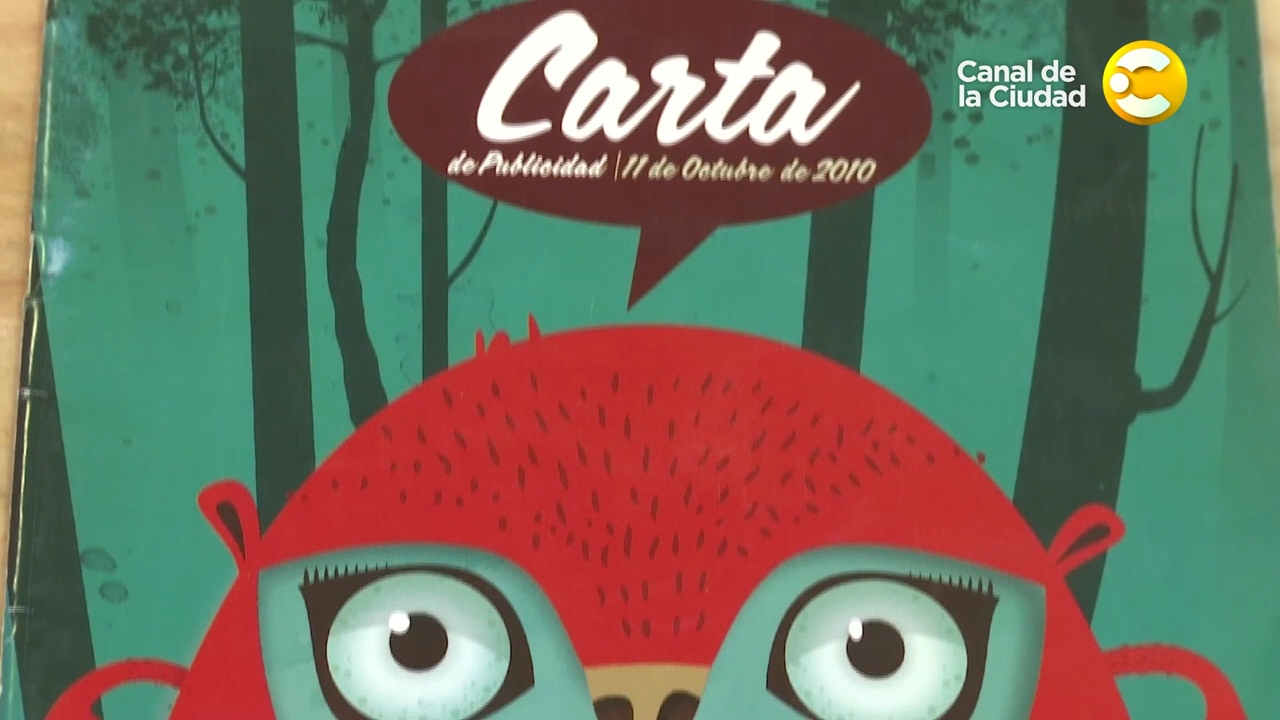 Carta
de Publicidad | 11 de Octubre de 2010
Canal de
la Ciudad